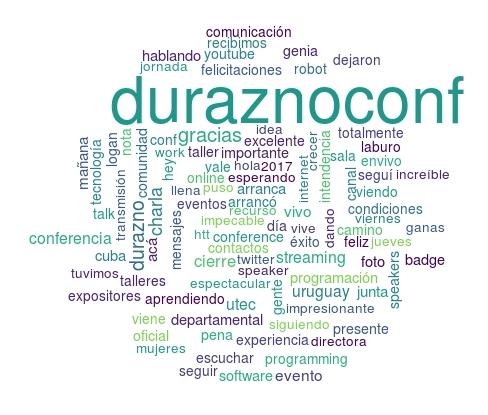 comunicación
recibimos
hablando youtube genia
jornada felicitaciones robot dejaron
duraznoconf
mañana tecnología logan nota comunidad conf gracias idea excelente totalmente
work taller importante crecer sala laburo
hey yale hola 2017 internet intendencia canal envivo
transmisión durazno charla llena online esperando seguí increíble
puso arranca viendo
eventos arrancó condiciones
talk impecable recurso vivo dando viernes
conferencia acá mensajes htt conference día vive camino ganas
contactos éxito feliz jueves
cuba cierre twitter streaming foto badge
tuvimos talleres speaker programación speakers
espectacular gente uruguay junta
expositores aprendiendo utec impresionante
viene departamental siguiendo presente
oficial pena experiencia directora
mujeres escuchar programming
seguir software evento